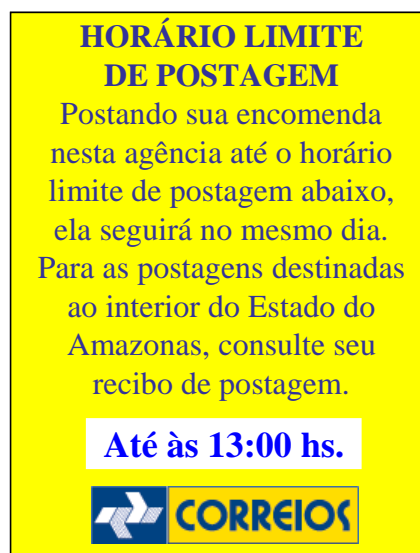 HORÁRIO LIMITE
DE POSTAGEM
Postando sua encomenda
nesta agência até o horário
limite de postagem abaixo,
ela seguirá no mesmo dia.
Para as postagens destinadas
ao interior do Estado do
Amazonas, consulte seu
recibo de postagem.
Até às 13:00 hs.
CORREIOS